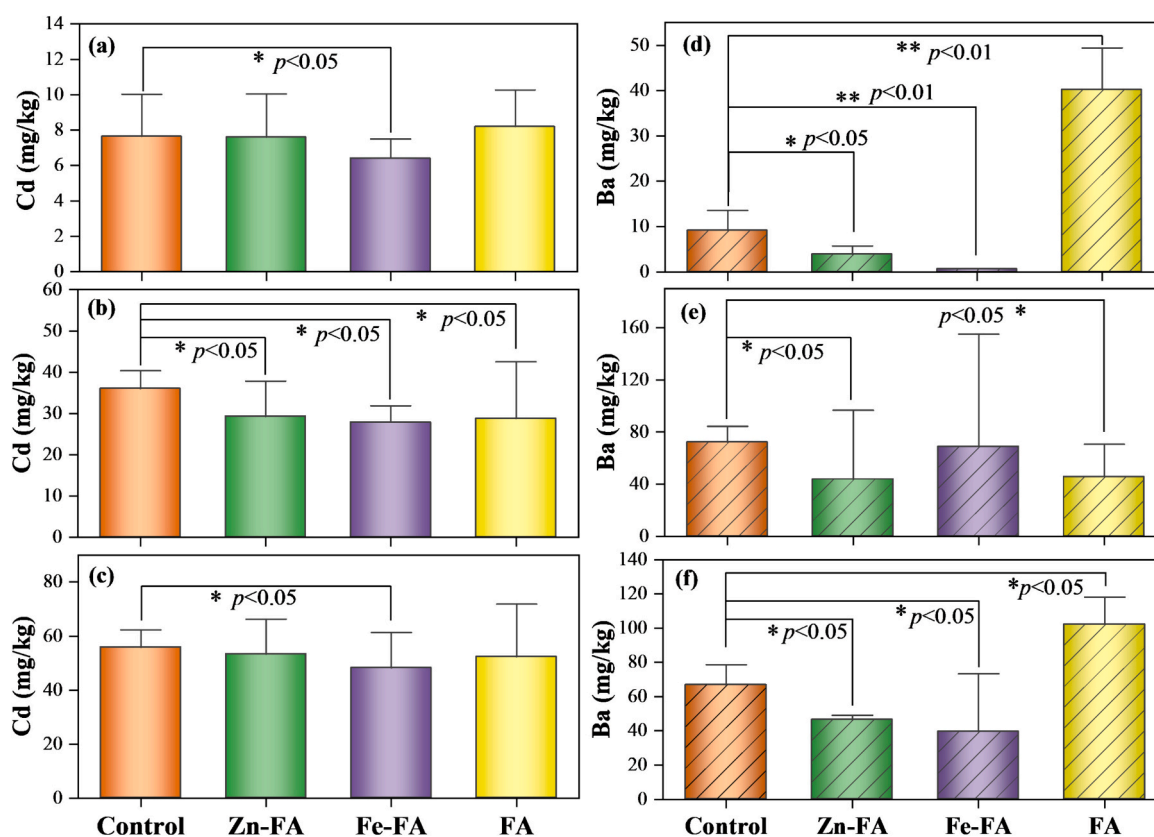 (a)
Cd (mg/kg)
14
12
10
8
6
4
2
0
* p<0.05
(d)
Ba (mg/kg)
50
40
30
20
10
0
** p<0.01
** p<0.01
* p<0.05
(b)
Cd (mg/kg)
60
50
40
30
20
10
0
* p<0.05
* p<0.05
* p<0.05
(e)
Ba (mg/kg)
160
120
80
40
0
p<0.05 *
* p<0.05
(c)
Cd (mg/kg)
80
60
40
20
0
* p<0.05
Control Zn-FA Fe-FA FA
(f)
Ba (mg/kg)
140
120
100
80
60
40
20
0
*p<0.05
* p<0.05
* p<0.05
Control Zn-FA Fe-FA FA